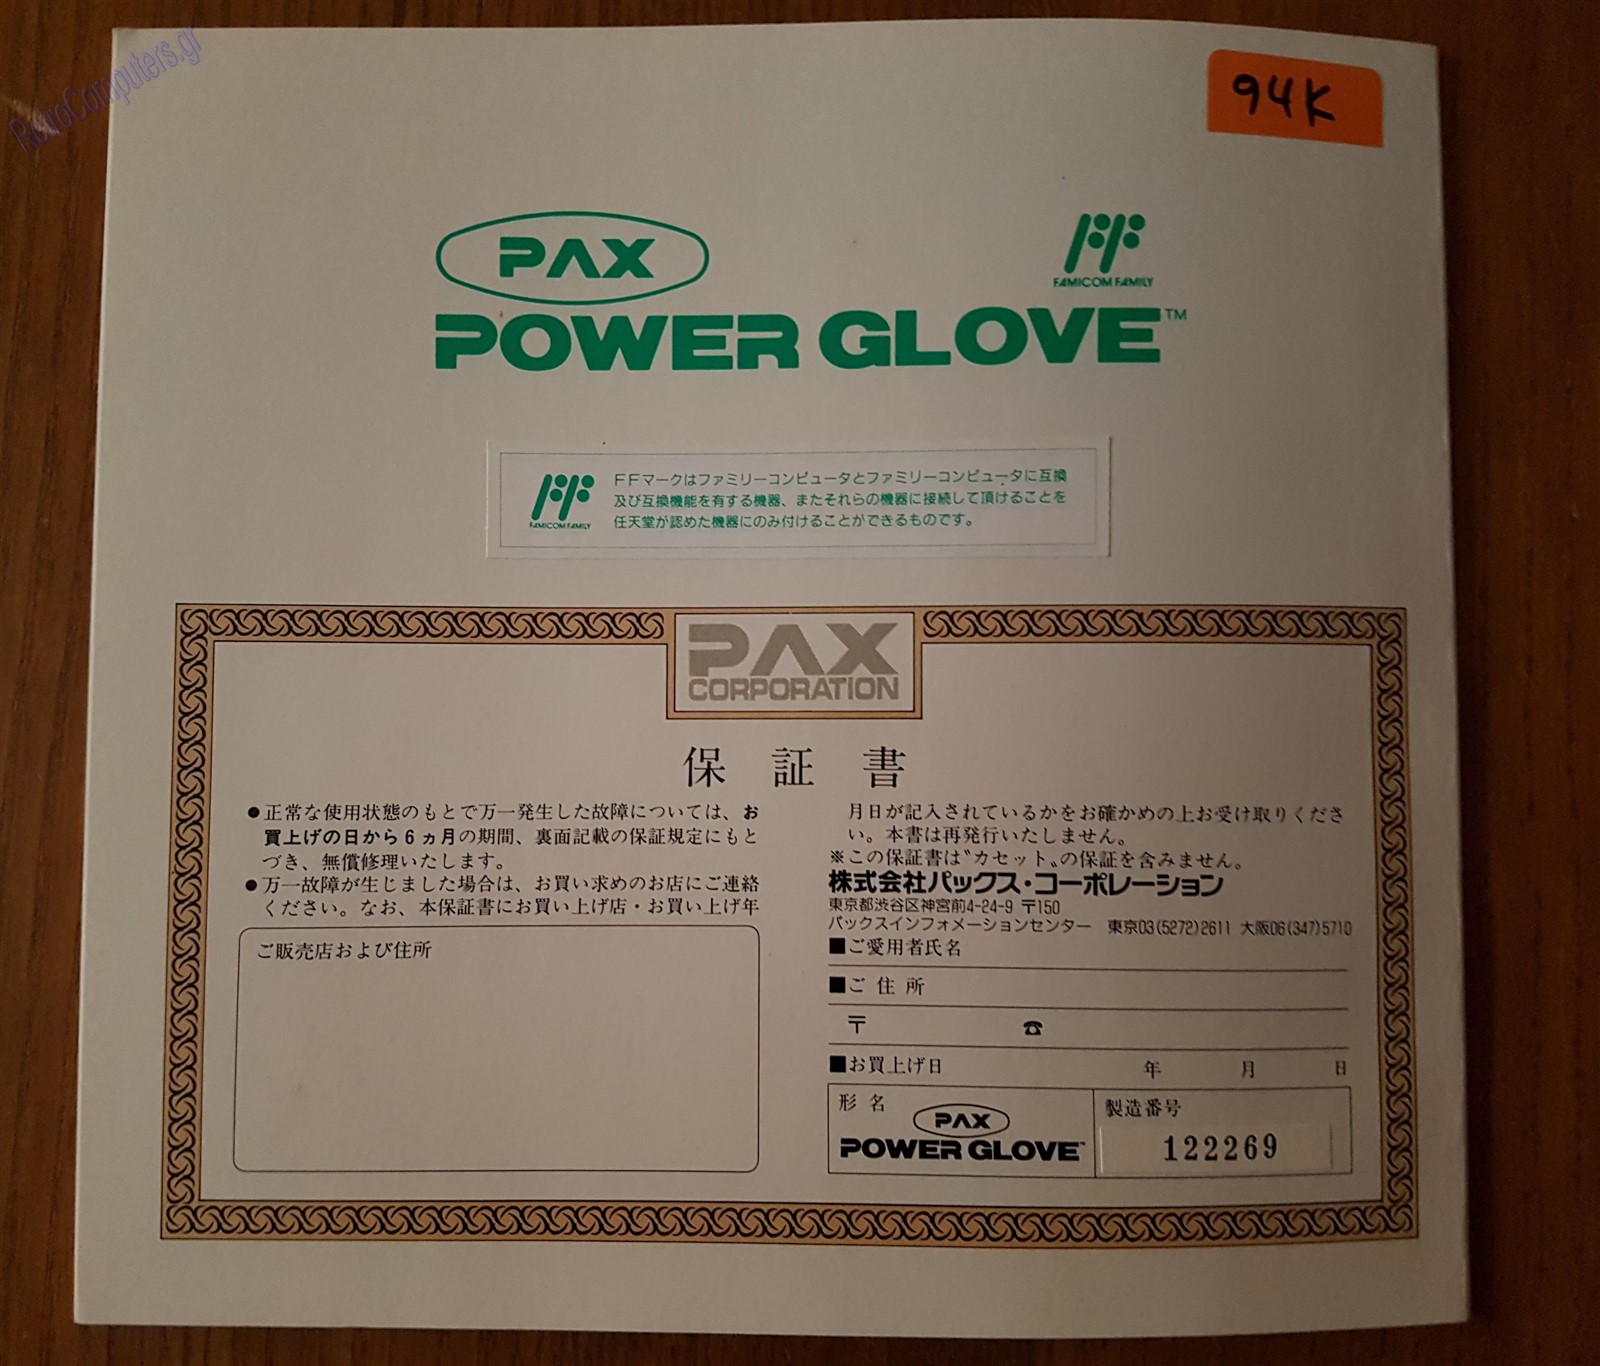 RetroComputers.gr
94K
PAX
FF
FAMICOM FAMILY
POWER GLOVE™
FF
FAMICOM FAMILY
FFマークはファミリーコンピュータとファミリーコンピュータに互換
及び互換機能を有する機器、またそれらの機器に接続して頂けることを
任天堂が認めた機器にのみ付けることができるものです。
PAX
CORPORATION
保証書
●正常な使用状態のもとで万一発生した故障については、お
買上げの日から6ヵ月の期間、裏面記載の保証規定にもと
づき、無償修理いたします。
●万一故障が生じました場合は、お買い求めのお店にご連絡
ください。なお、本保証書にお買い上げ店・お買い上げ年
月日が記入されているかをお確かめの上お受け取りくださ
い。本書は再発行いたしません。
※この保証書は〝カセット〟の保証を含みません。
株式会社パックス・コーポレーション
東京都渋谷区神宮前4-24-9 〒150
パックスインフォメーションセンター 東京03(5272)2611 大阪06(347)5710
ご販売店および住所
■ご愛用者氏名
■ご住所
〒 ☎
■お買上げ日 年 月 日
形名
PAX
POWER GLOVE™
製造番号
122269